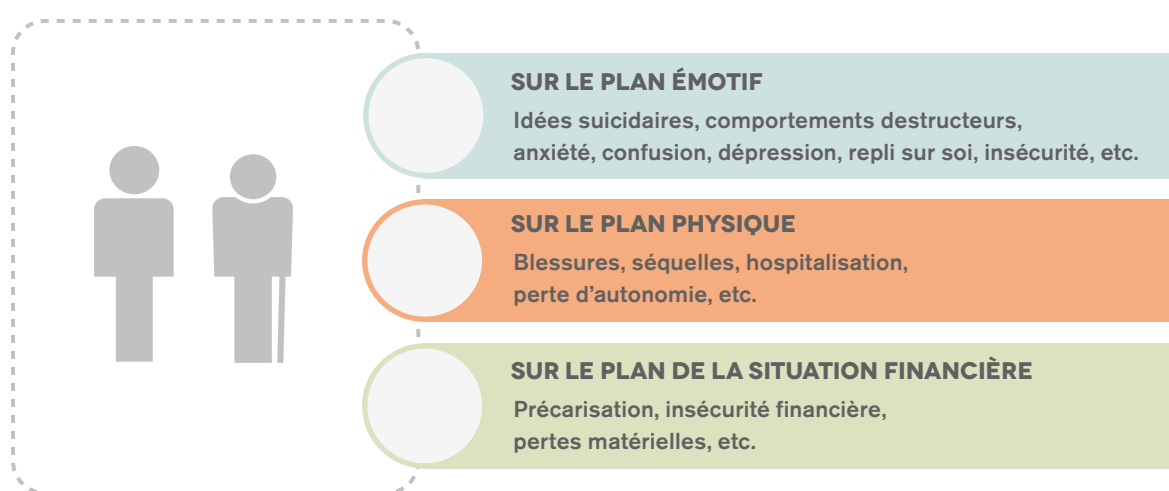 SUR LE PLAN ÉMOTIF
Idées suicidaires, comportements destructeurs,
anxiété, confusion, dépression, repli sur soi, insécurité, etc.
SUR LE PLAN PHYSIQUE
Blessures, séquelles, hospitalisation,
perte d’autonomie, etc.
SUR LE PLAN DE LA SITUATION FINANCIÈRE
Précarisation, insécurité financière,
pertes matérielles, etc.